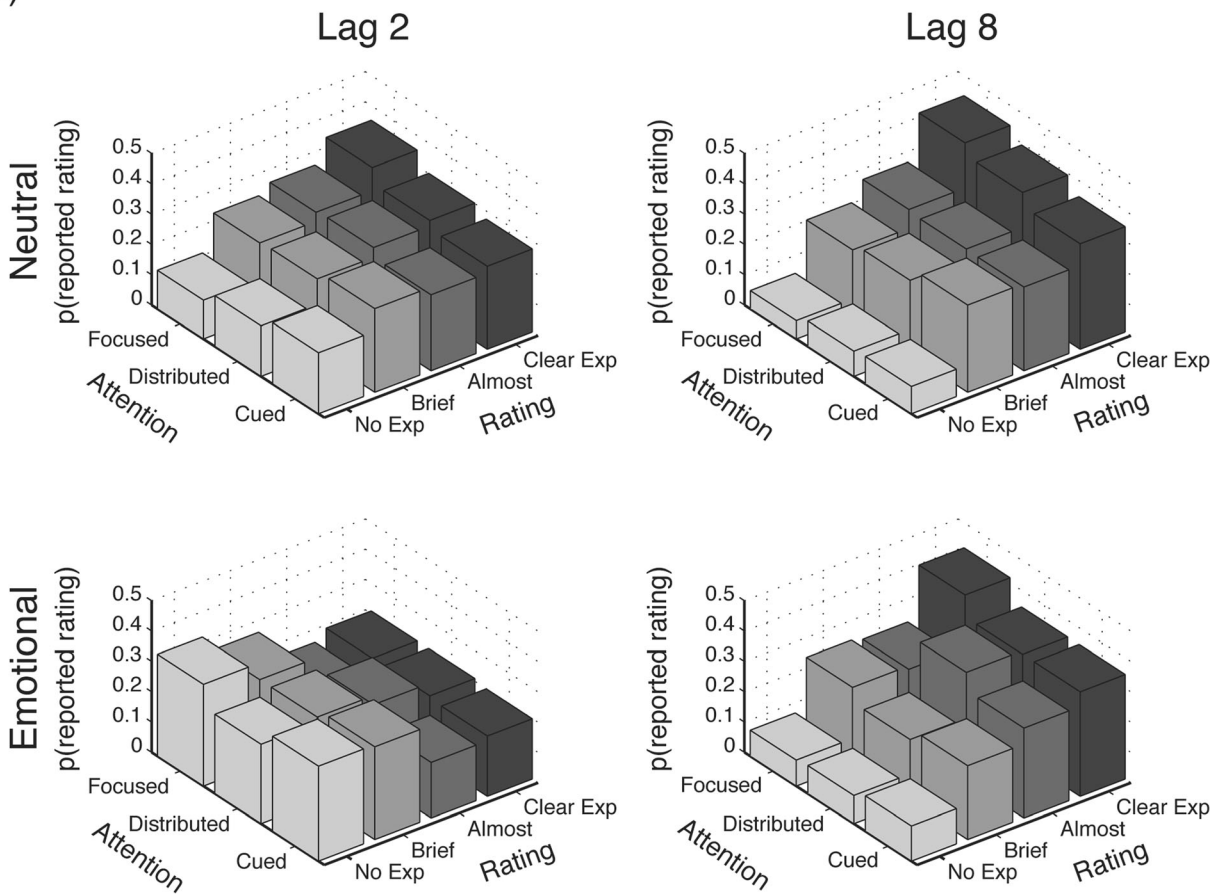 )
Lag 2
Lag 8
Neutral
p(reported rating)
0.5
0.4
0.3
0.2
0.1
0
Focused
Distributed
Cued
Attention
No Exp
Brief
Almost
Clear Exp
Rating
p(reported rating)
0.5
0.4
0.3
0.2
0.1
0
Focused
Distributed
Cued
Attention
No Exp
Brief
Almost
Clear Exp
Rating
Emotional
p(reported rating)
0.5
0.4
0.3
0.2
0.1
0
Focused
Distributed
Cued
Attention
No Exp
Brief
Almost
Clear Exp
Rating
p(reported rating)
0.5
0.4
0.3
0.2
0.1
0
Focused
Distributed
Cued
Attention
No Exp
Brief
Almost
Clear Exp
Rating